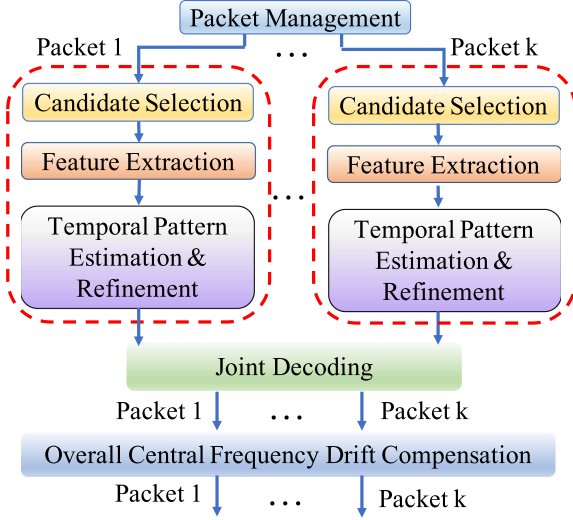 Packet Management
Packet 1
...
Packet k
Candidate Selection
Candidate Selection
Feature Extraction
Feature Extraction
...
Temporal Pattern
Estimation &
Refinement
Temporal Pattern
Estimation &
Refinement
Joint Decoding
Packet 1
...
Packet k
Overall Central Frequency Drift Compensation
Packet 1
...
Packet k